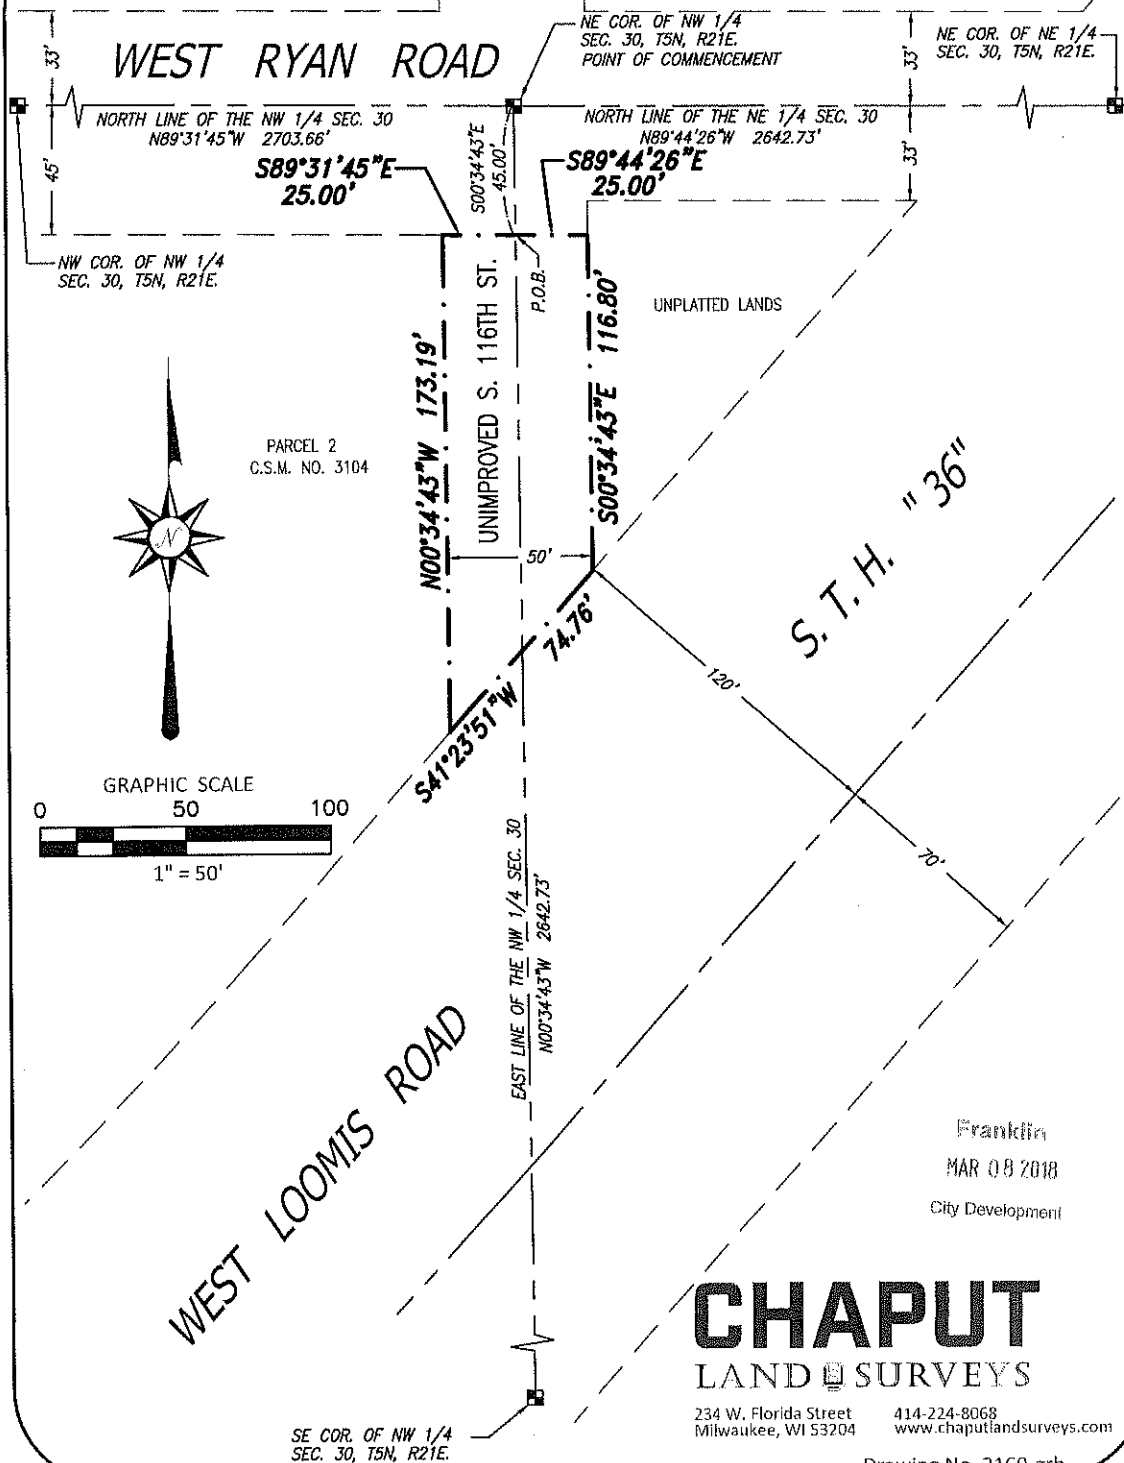 NE COR. OF NW 1/4
SEC. 30, T5N, R21E.
POINT OF COMMENCEMENT
NE COR. OF NE 1/4
SEC. 30, T5N, R21E.
33'
WEST RYAN ROAD
33'
NORTH LINE OF THE NW 1/4 SEC. 30
N89°31'45"W 2703.66'
NORTH LINE OF THE NE 1/4 SEC. 30
N89°44'26"W 2642.73'
45'
33'
S89°31'45"E
25.00'
S00°34'43"E
45.00'
S89°44'26"E
25.00'
NW COR. OF NW 1/4
SEC. 30, T5N, R21E.
P.O.B.
UNPLATTED LANDS
N00°34'43"W 173.19'
UNIMPROVED S. 116TH ST.
S00°34'43"E 116.80'
PARCEL 2
C.S.M. NO. 3104
N
50'
S. T. H. "36"
S41°23'51"W 74.76'
120'
70'
GRAPHIC SCALE
0 50 100
1" = 50'
EAST LINE OF THE NW 1/4 SEC. 30
N00°34'43"W 2642.73'
WEST LOOMIS ROAD
Franklin
MAR 08 2018
City Development
CHAPUT
LAND SURVEYS
234 W. Florida Street 414-224-8068
Milwaukee, WI 53204 www.chaputlandsurveys.com
SE COR. OF NW 1/4
SEC. 30, T5N, R21E.